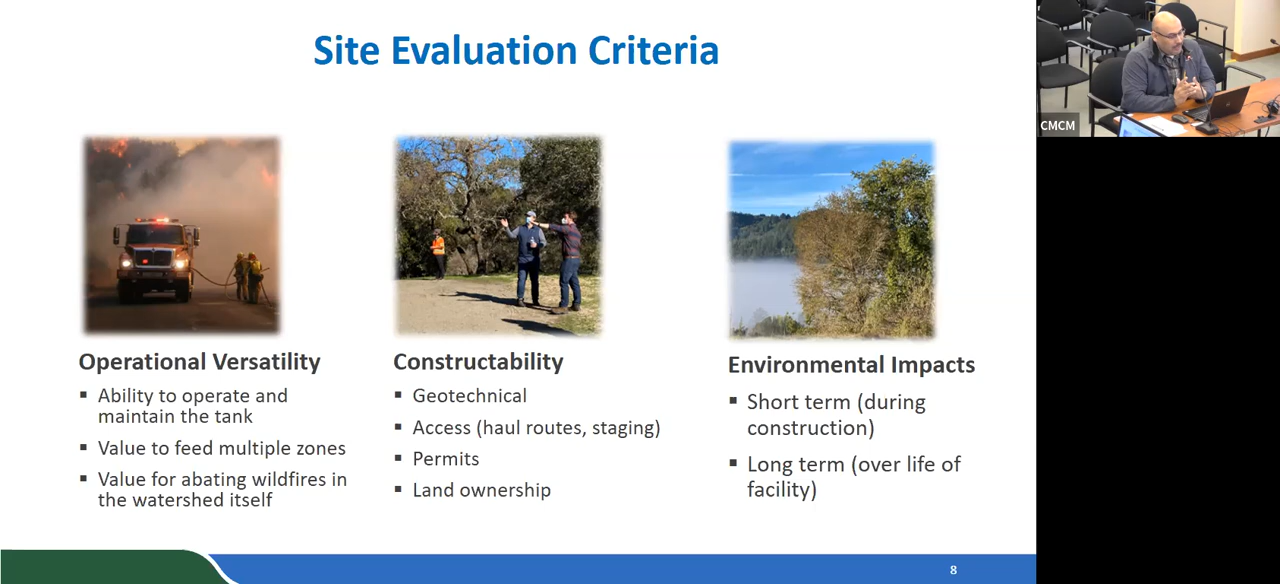 Site Evaluation Criteria
CMCM
Operational Versatility
▪ Ability to operate and
maintain the tank
▪ Value to feed multiple zones
▪ Value for abating wildfires in
the watershed itself
Constructability
▪ Geotechnical
▪ Access (haul routes, staging)
▪ Permits
▪ Land ownership
Environmental Impacts
▪ Short term (during
construction)
▪ Long term (over life of
facility)
8